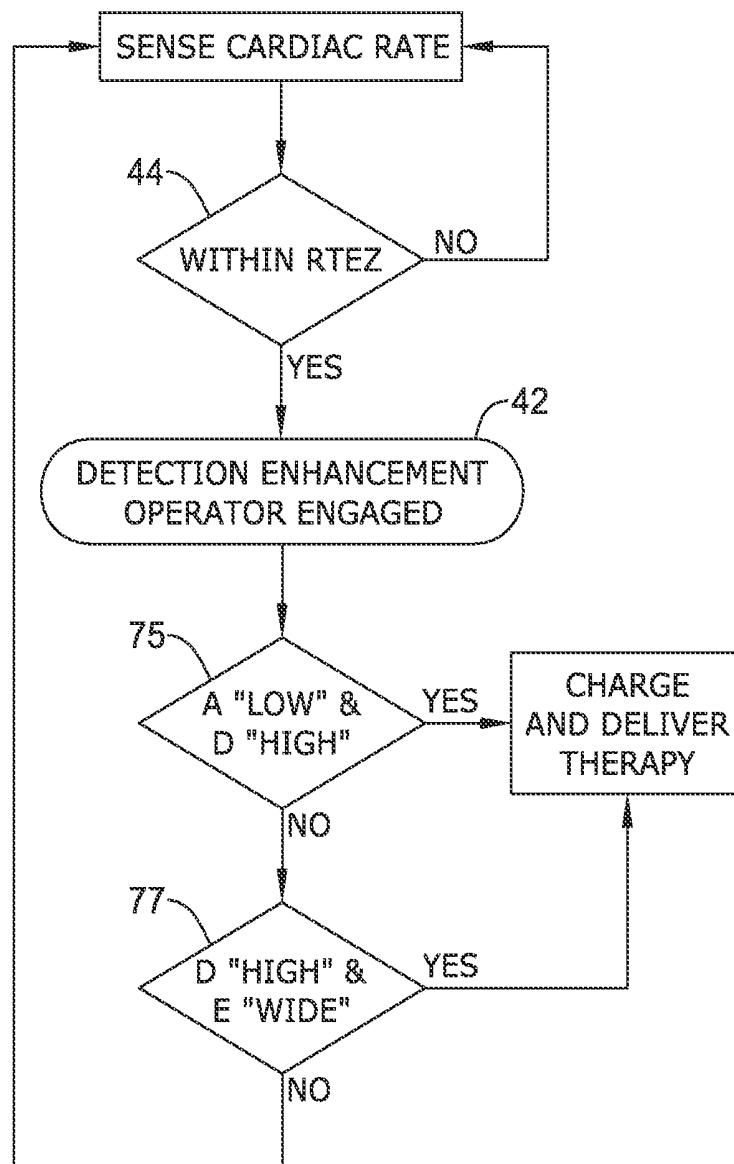 SENSE CARDIAC RATE
44
WITHIN RTEZ
NO
YES
42
DETECTION ENHANCEMENT
OPERATOR ENGAGED
75
A "LOW" &
D "HIGH"
YES
CHARGE
AND DELIVER
THERAPY
NO
77
D "HIGH" &
E "WIDE"
YES
NO